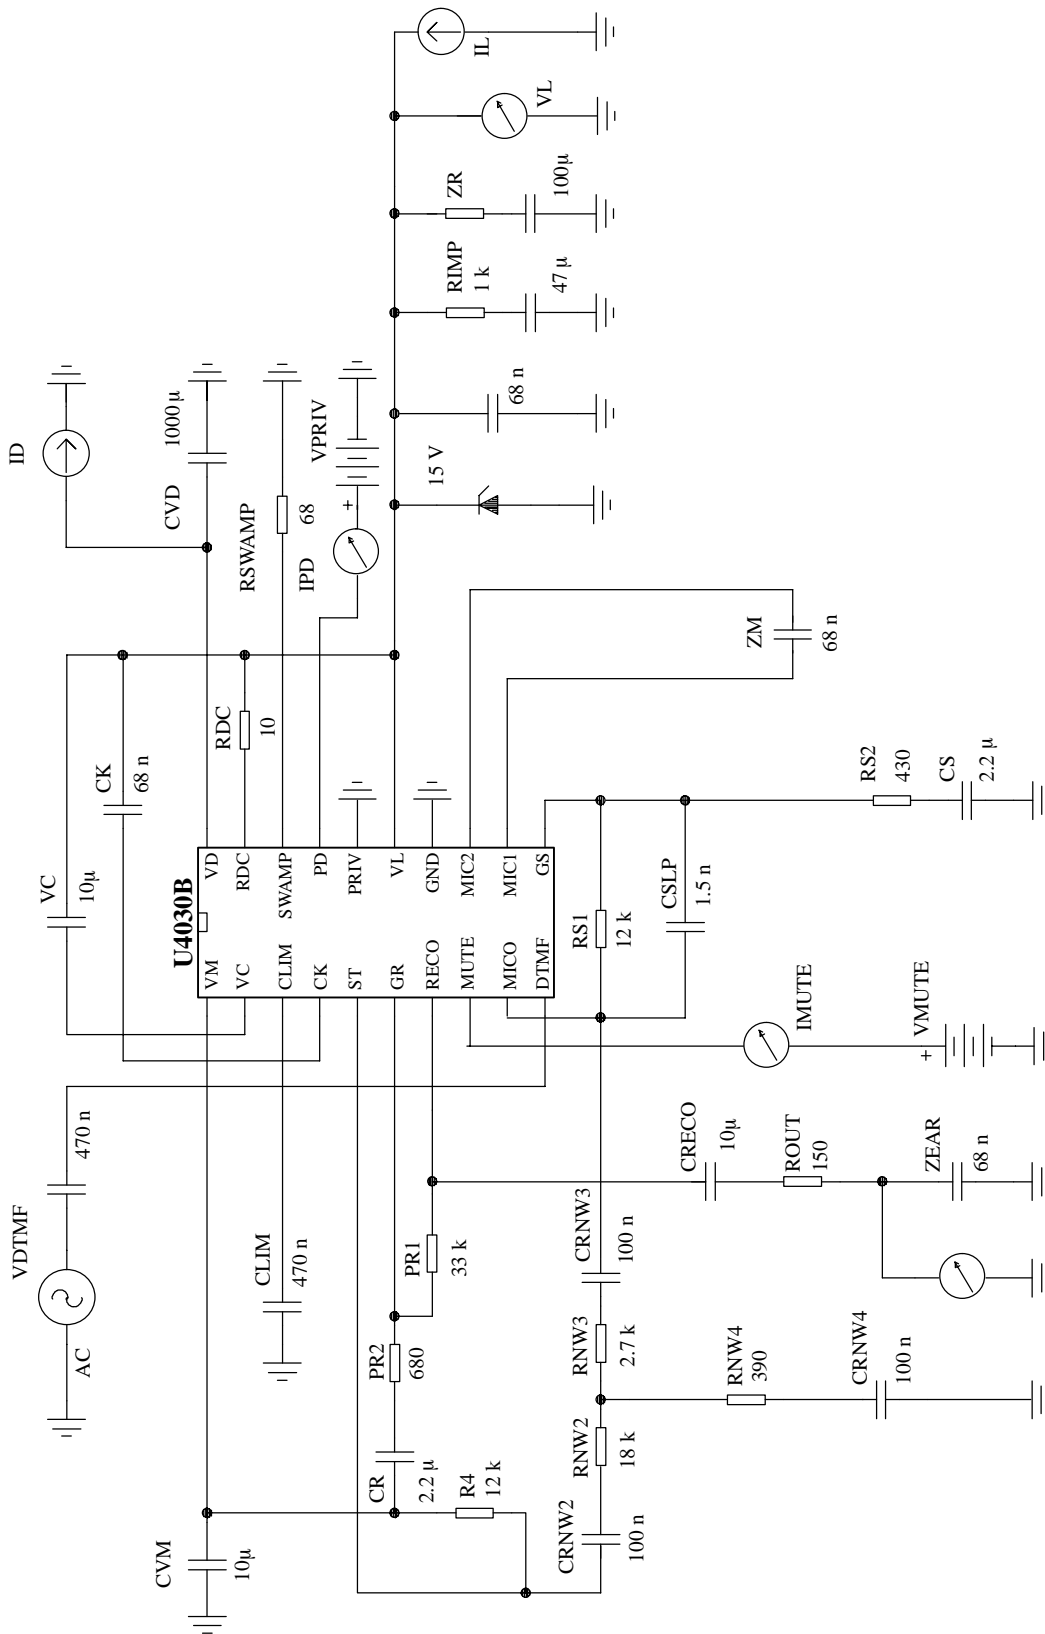 ID
CVD
1000 µ
RSWAMP
68
IPD
+
VPRIV
15 V
68 n
RIMP
1 k
47 µ
ZR
100µ
VL
IL
VC
10µ
CK
68 n
RDC
10
ZM
68 n
U4030B
VM
VC
CLIM
CK
ST
GR
RECO
MUTE
MICO
DTMF
VD
RDC
SWAMP
PD
PRIV
VL
GND
MIC2
MIC1
GS
RS1
12 k
CSLP
1.5 n
RS2
430
CS
2.2 µ
VDTMF
AC
470 n
CLIM
470 n
PR1
33 k
PR2
680
CR
2.2 µ
R4
12 k
CVM
10µ
CRNW2
100 n
RNW2
18 k
RNW3
2.7 k
CRNW3
100 n
RNW4
390
CRNW4
100 n
CRECO
10µ
ROUT
150
ZEAR
68 n
IMUTE
+
VMUTE